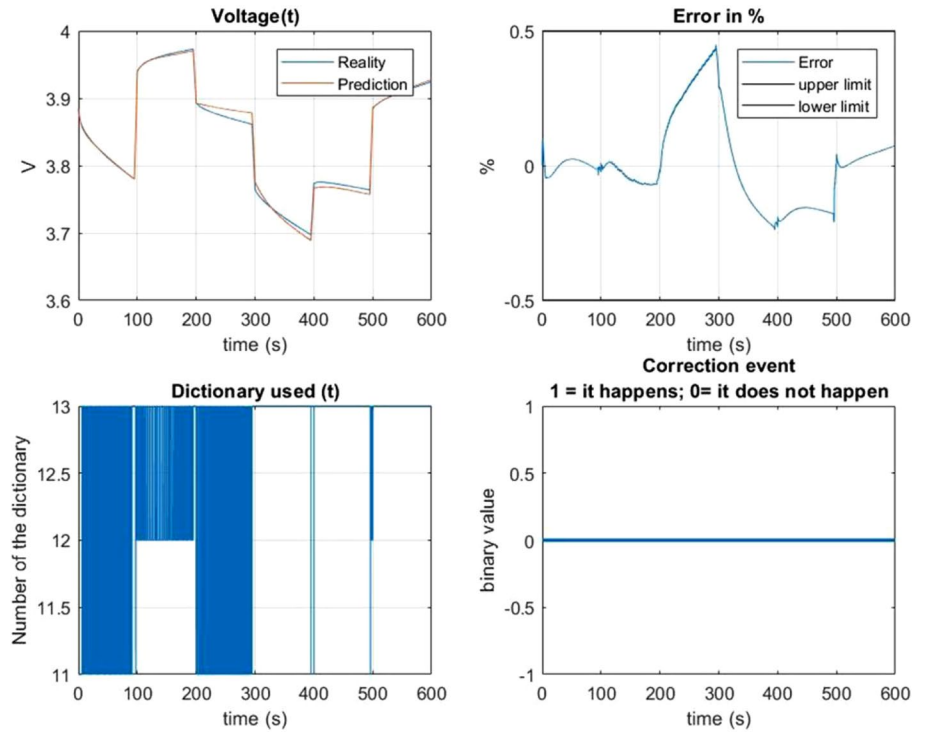 Voltage(t)
4
3.9
3.8
3.7
3.6
V
Reality
Prediction
0 100 200 300 400 500 600
time (s)
Error in %
0.5
0
-0.5
%
Error
upper limit
lower limit
0 100 200 300 400 500 600
time (s)
Dictionary used (t)
13
12.5
12
11.5
11
Number of the dictionary
0 100 200 300 400 500 600
time (s)
Correction event
1 = it happens; 0= it does not happen
1
0.5
0
-0.5
-1
binary value
0 100 200 300 400 500 600
time (s)